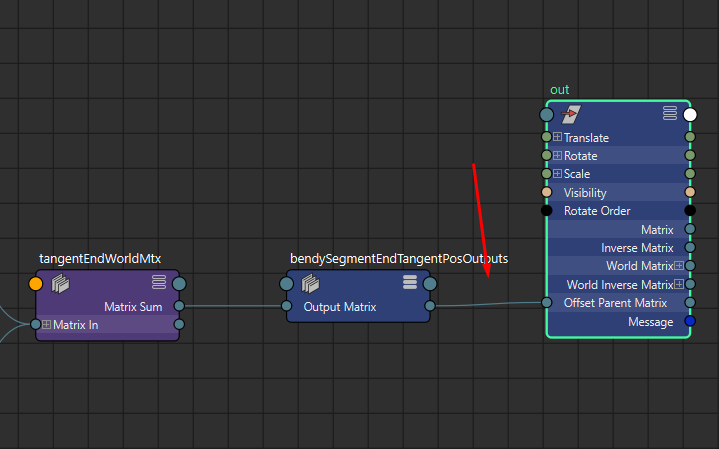 out
Translate
Rotate
Scale
Visibility
Rotate Order
Matrix
Inverse Matrix
World Matrix
World Inverse Matrix
Offset Parent Matrix
Message
tangentEndWorldMtx
Matrix Sum
Matrix In
bendySegmentEndTangentPosOutputs
Output Matrix